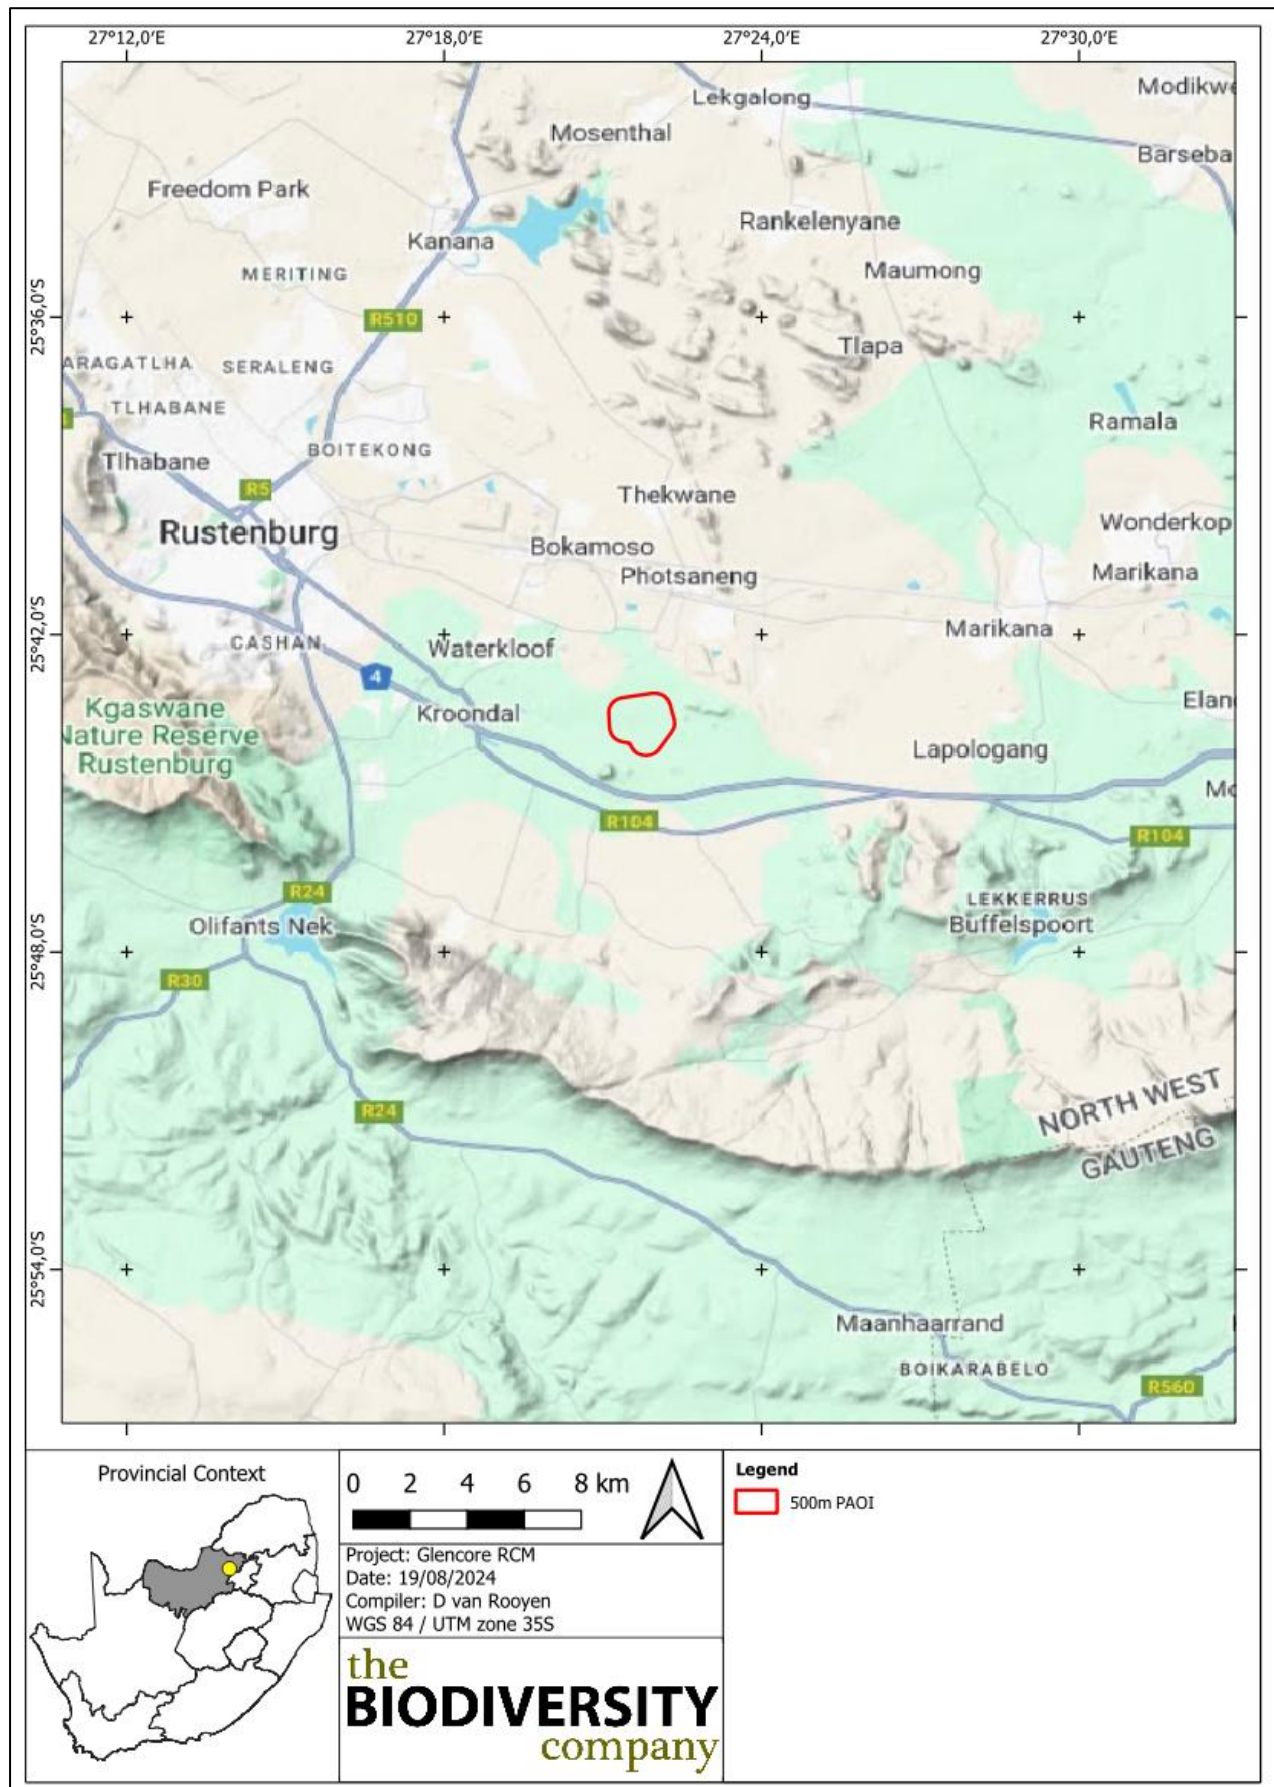 27°12,0'E
27°18,0'E
27°24,0'E
27°30,0'E
Lekgalong
Modikwe
Mosenthal
Barseba
Freedom Park
Rankelenyane
Kanana
Maumong
MERITING
25°36,0'S
R510
Tlapa
ARAGATLHA
SERALENG
TLHABANE
Ramala
BOITEKONG
Tlhabane
R5
Thekwane
Rustenburg
Wonderkop
Bokamoso
Photsaneng
Marikana
25°42,0'S
Marikana
CASHAN
Waterkloof
4
Kgaswane
Nature Reserve
Rustenburg
Kroondal
Elan
Lapologang
R104
R104
R24
LEKKERRUS
Buffelspoort
Olifants Nek
25°48,0'S
R30
R24
NORTH WEST
GAUTENG
25°54,0'S
Maanhaarrand
BOIKARABELO
R560
Provincial Context
0 2 4 6 8 km
Project: Glencore RCM
Date: 19/08/2024
Compiler: D van Rooyen
WGS 84 / UTM zone 35S
the
BIODIVERSITY
company
Legend
500m PAOI